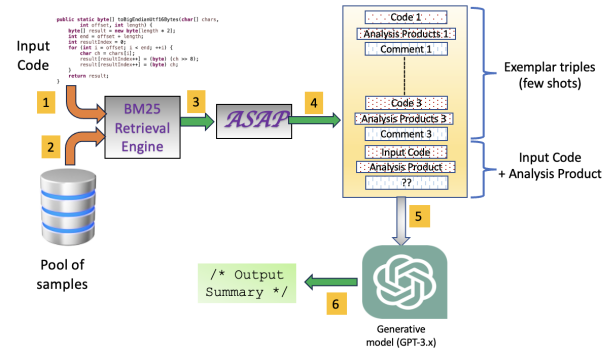 public static byte[] toBigEndianUtf16Bytes(char[] chars,
int offset, int length) {
byte[] result = new byte[length * 2];
int end = offset + length;
int resultIndex = 0;
for (int i = offset; i < end; ++i) {
char ch = chars[i];
result[resultIndex++] = (byte) (ch >> 8);
result[resultIndex++] = (byte) ch;
}
return result;
}
Input
Code
1
2
BM25
Retrieval
Engine
3
ASAP
4
Pool of
samples
Code 1
Analysis Products 1
Comment 1
Code 3
Analysis Products 3
Comment 3
Input Code
Analysis Product
??
Exemplar triples
(few shots)
Input Code
+ Analysis Product
5
Generative
model (GPT-3.x)
6
/* Output
Summary */